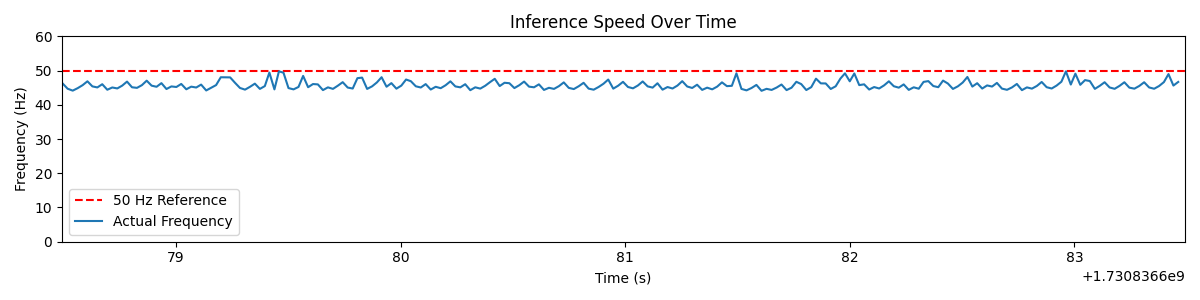 Inference Speed Over Time
60
50
40
30
20
10
0
Frequency (Hz)
50 Hz Reference
Actual Frequency
79 80 81 82 83
Time (s)
+1.7308366e9